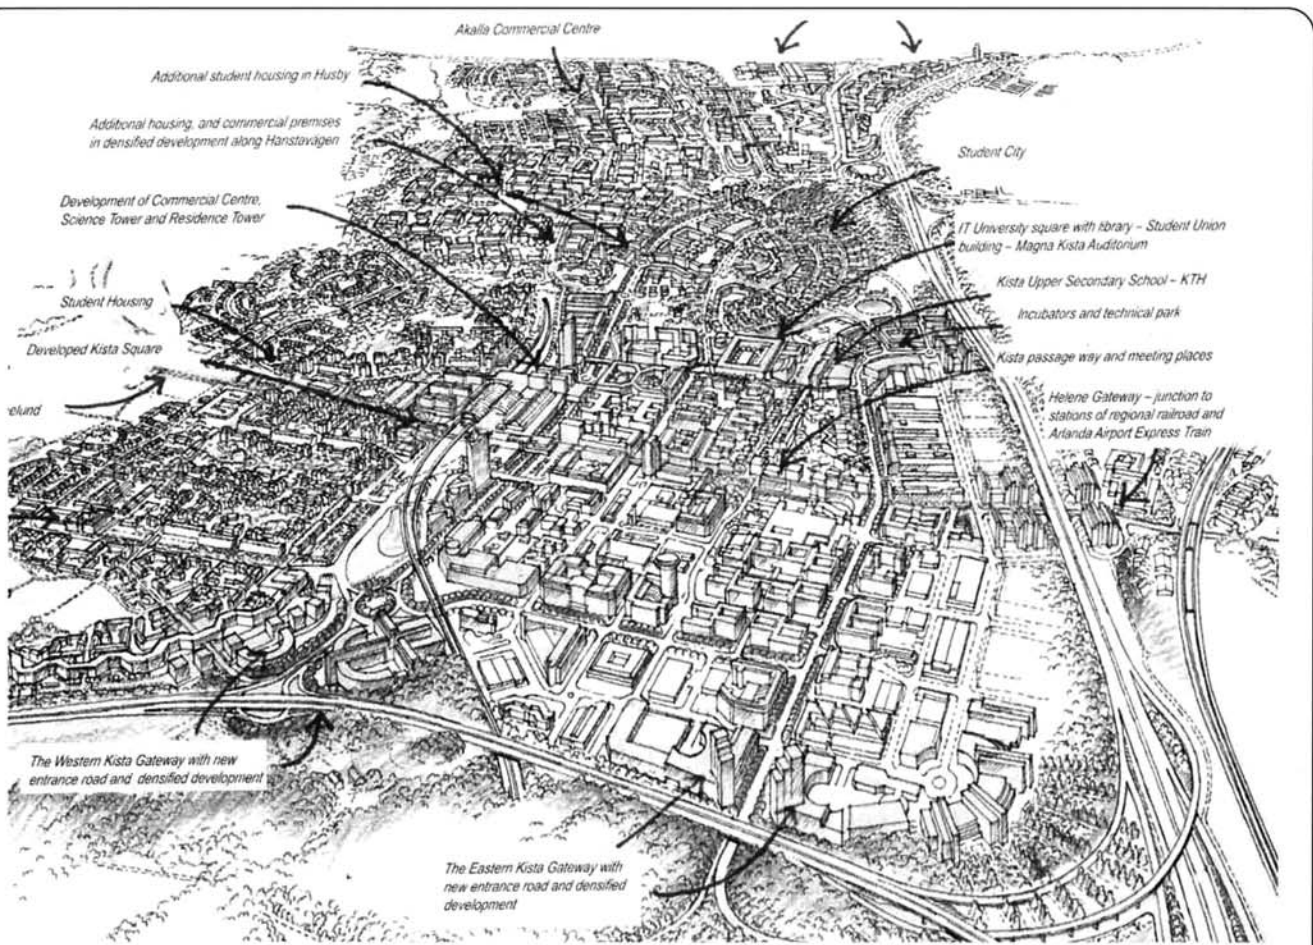 Akalla Commercial Centre
Additional student housing in Husby
Additional housing, and commercial premises
in densified development along Hanstavägen
Student City
Development of Commercial Centre,
Science Tower and Residence Tower
IT University square with library – Student Union
building – Magna Kista Auditorium
Kista Upper Secondary School – KTH
Student Housing
Incubators and technical park
Developed Kista Square
Kista passage way and meeting places
elund
Helene Gateway – junction to
stations of regional railroad and
Arlanda Airport Express Train
The Western Kista Gateway with new
entrance road and densified development
The Eastern Kista Gateway with
new entrance road and densified
development